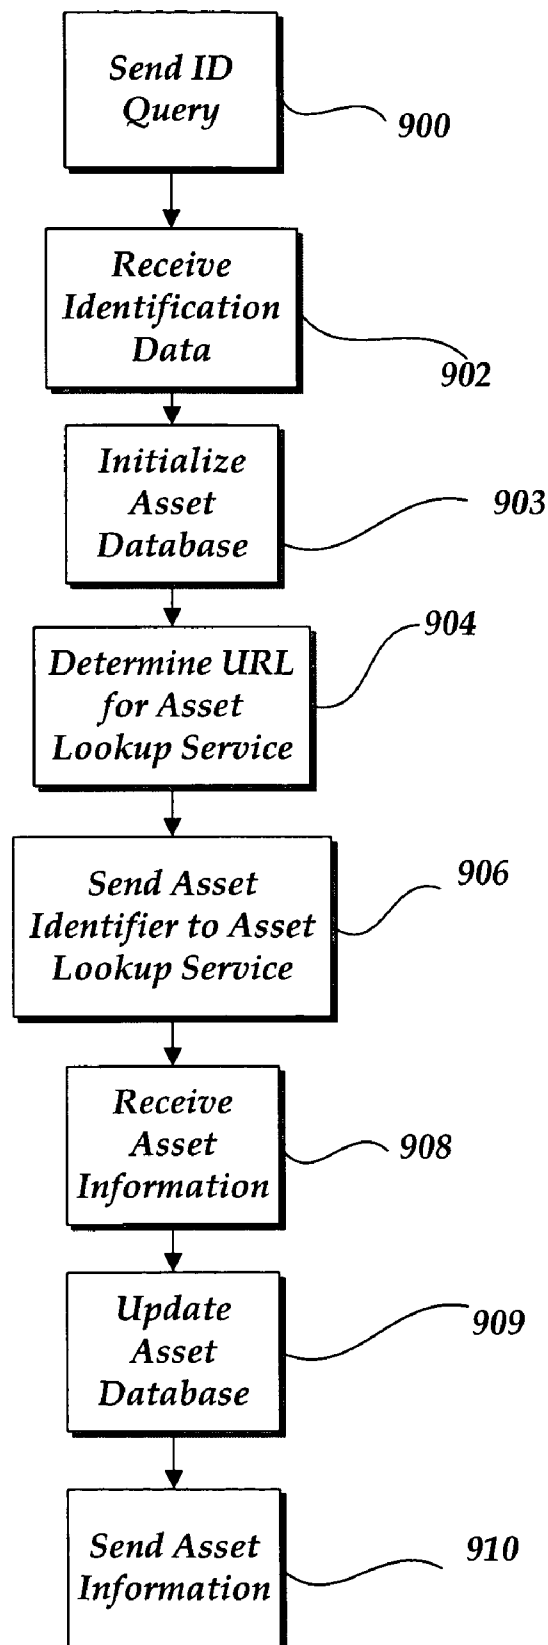 Send ID
Query
900
Receive
Identification
Data
902
Initialize
Asset
Database
903
Determine URL
for Asset
Lookup Service
904
Send Asset
Identifier to Asset
Lookup Service
906
Receive
Asset
Information
908
Update
Asset
Database
909
Send Asset
Information
910